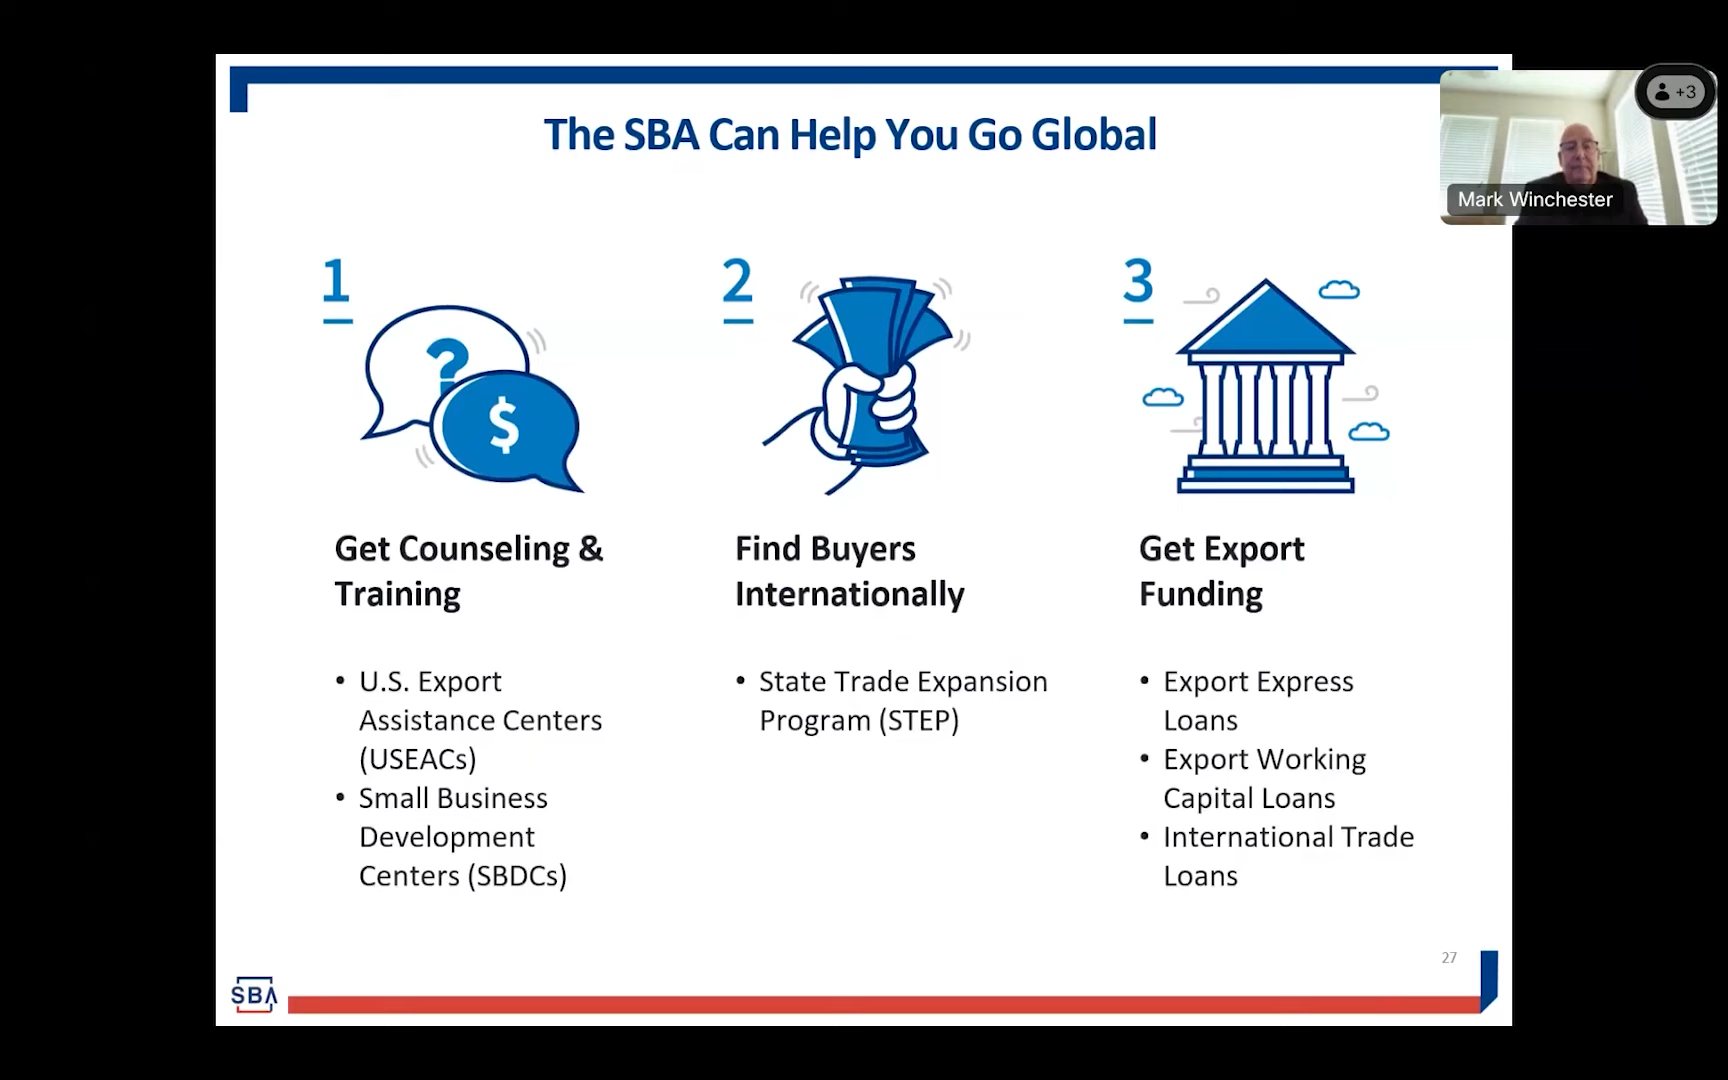 The SBA Can Help You Go Global
+3
Mark Winchester
1
?
$
Get Counseling &
Training
• U.S. Export
Assistance Centers
(USEACs)
• Small Business
Development
Centers (SBDCs)
2
Find Buyers
Internationally
• State Trade Expansion
Program (STEP)
3
Get Export
Funding
• Export Express
Loans
• Export Working
Capital Loans
• International Trade
Loans
27
SBA